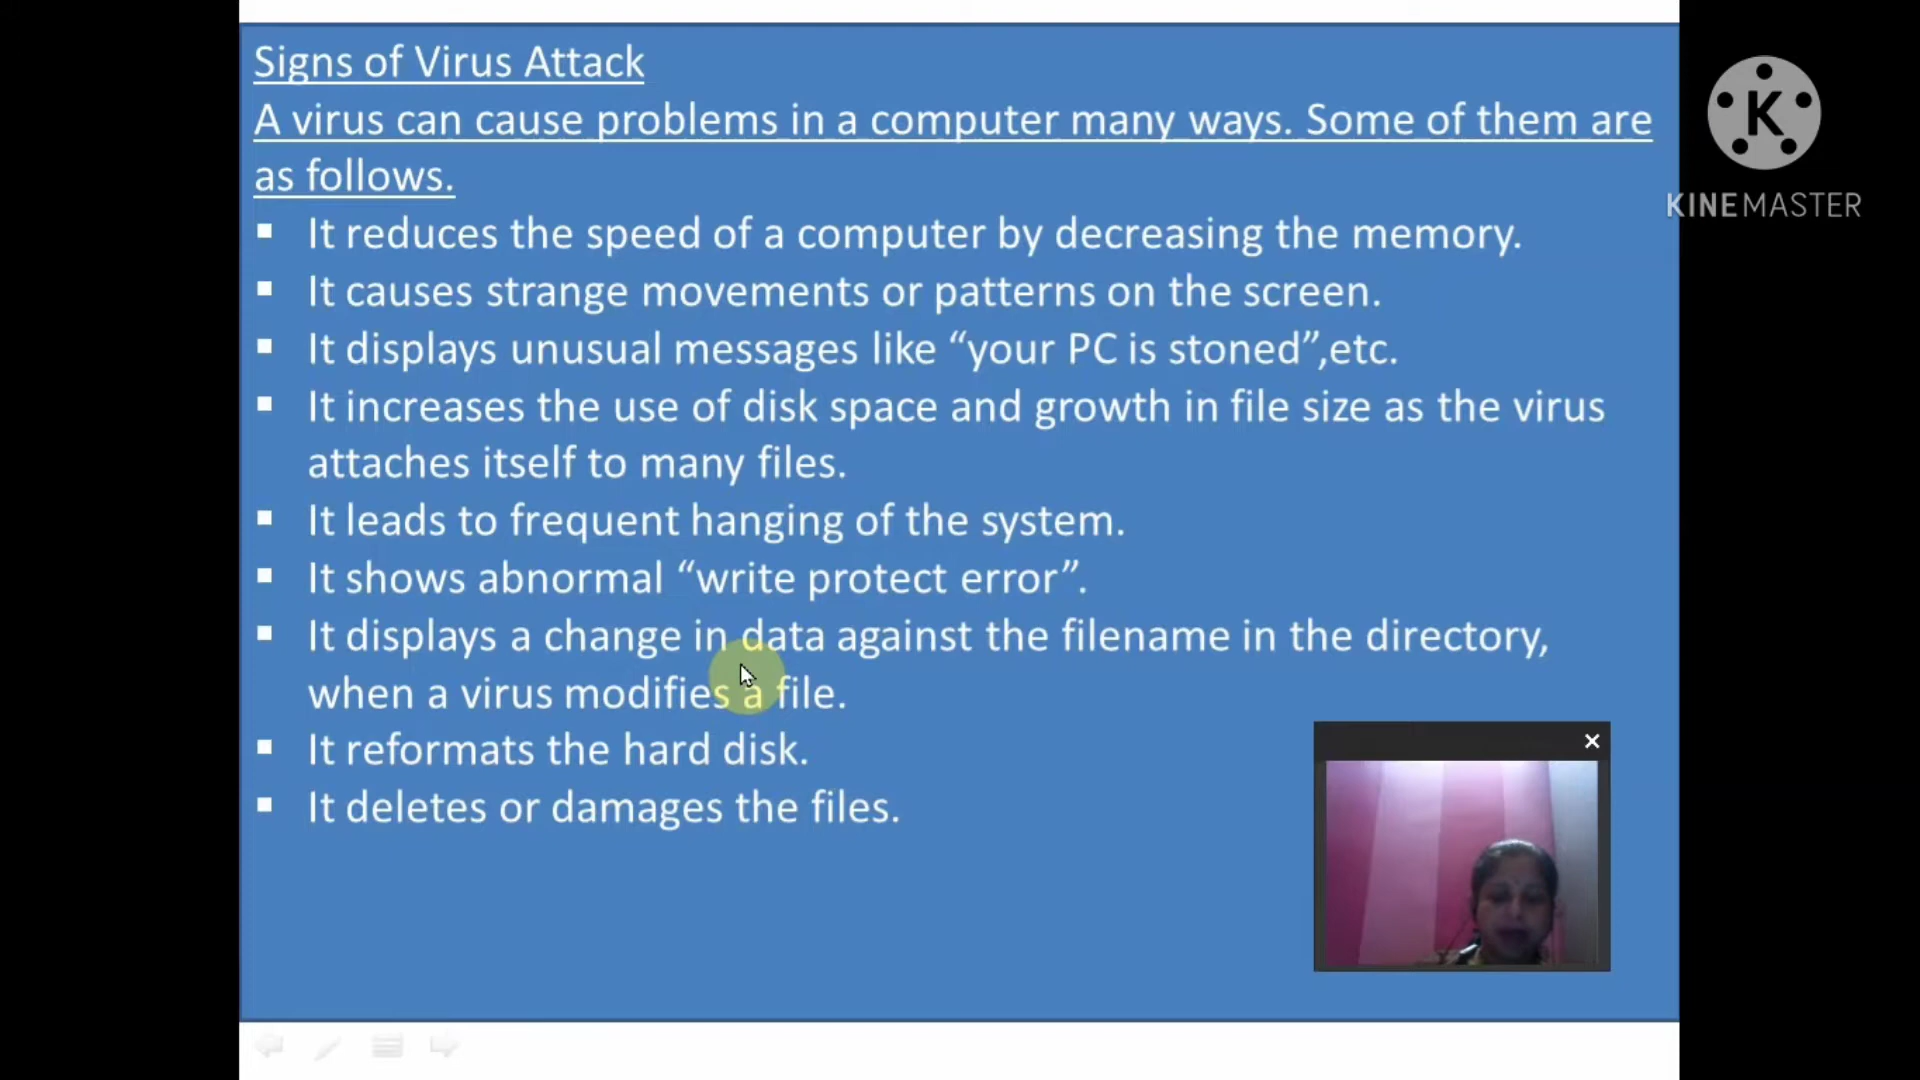 Signs of Virus Attack
A virus can cause problems in a computer many ways. Some of them are
as follows.
It reduces the speed of a computer by decreasing the memory.
It causes strange movements or patterns on the screen.
It displays unusual messages like “your PC is stoned”,etc.
It increases the use of disk space and growth in file size as the virus
attaches itself to many files.
It leads to frequent hanging of the system.
It shows abnormal “write protect error”.
It displays a change in data against the filename in the directory,
when a virus modifies a file.
It reformats the hard disk.
It deletes or damages the files.
K
KINEMASTER